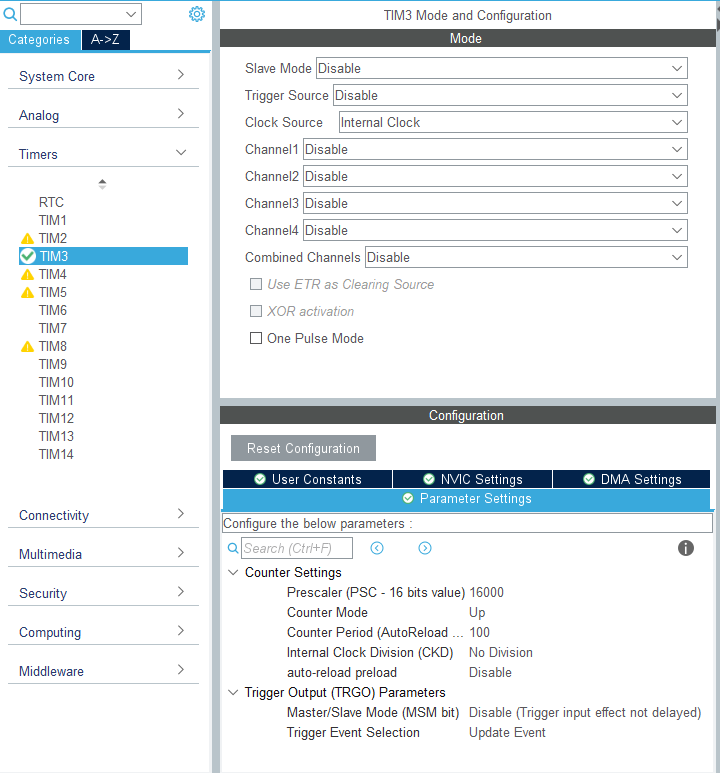 Categories
A->Z
System Core
Analog
Timers
RTC
TIM1
TIM2
TIM3
TIM4
TIM5
TIM6
TIM7
TIM8
TIM9
TIM10
TIM11
TIM12
TIM13
TIM14
Connectivity
Multimedia
Security
Computing
Middleware
TIM3 Mode and Configuration
Mode
Slave Mode Disable
Trigger Source Disable
Clock Source Internal Clock
Channel1 Disable
Channel2 Disable
Channel3 Disable
Channel4 Disable
Combined Channels Disable
Use ETR as Clearing Source
XOR activation
One Pulse Mode
Configuration
Reset Configuration
User Constants NVIC Settings DMA Settings
Parameter Settings
Configure the below parameters :
Search (Ctrl+F)
Counter Settings
Prescaler (PSC - 16 bits value) 16000
Counter Mode Up
Counter Period (AutoReload ... 100
Internal Clock Division (CKD) No Division
auto-reload preload Disable
Trigger Output (TRGO) Parameters
Master/Slave Mode (MSM bit) Disable (Trigger input effect not delayed)
Trigger Event Selection Update Event